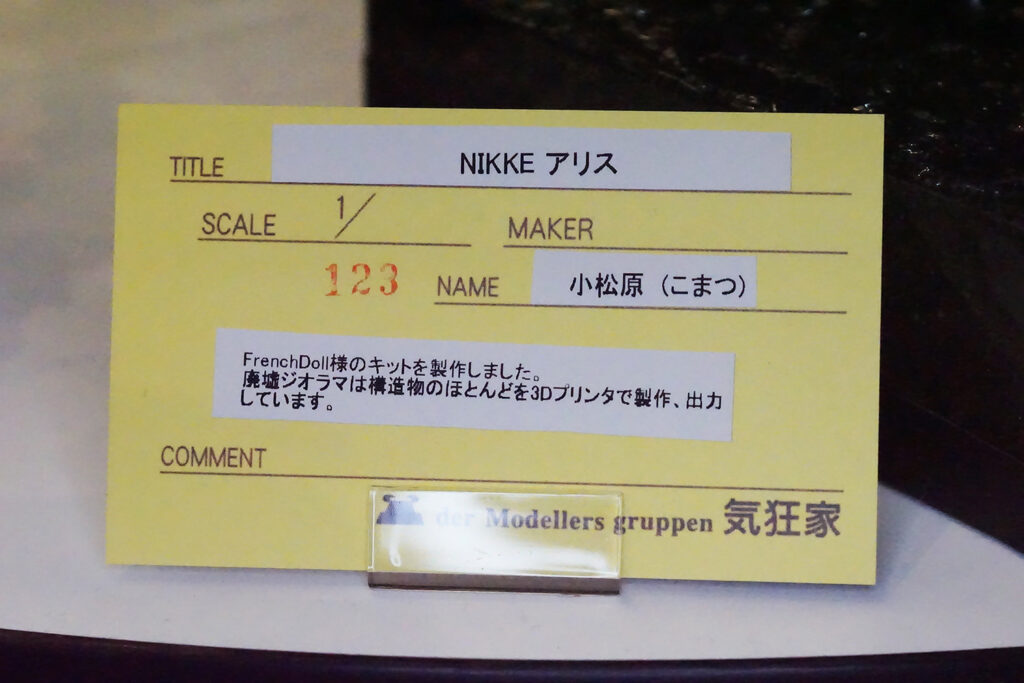 TITLE NIKKE アリス
SCALE 1/ MAKER
123 NAME 小松原 (こまつ)
FrenchDoll様のキットを製作しました。
廃墟ジオラマは構造物のほとんどを3Dプリンタで製作、出力
しています。
COMMENT
der Modellers gruppen 気狂家